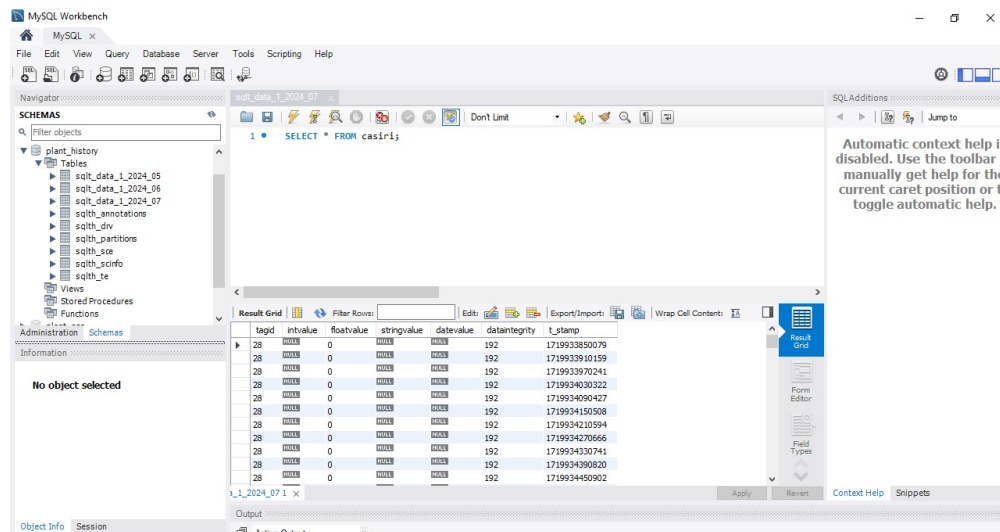 MySQL Workbench
MySQL
File Edit View Query Database Server Tools Scripting Help
Navigator
SCHEMAS
Filter objects
plant_history
Tables
sqlt_data_1_2024_05
sqlt_data_1_2024_06
sqlt_data_1_2024_07
sqlth_annotations
sqlth_drv
sqlth_partitions
sqlth_sce
sqlth_scinfo
sqlth_te
Views
Stored Procedures
Functions
Administration Schemas
Information
No object selected
Object Info Session
sqlt_data_1_2024_07
Don't Limit
1 SELECT * FROM casiri;
Result Grid Filter Rows: Edit: Export/Import: Wrap Cell Content:
tagid intvalue floatvalue stringvalue datevalue dataintegrity t_stamp
28 NULL 0 NULL NULL 192 1719933850079
28 NULL 0 NULL NULL 192 1719933910159
28 NULL 0 NULL NULL 192 1719933970241
28 NULL 0 NULL NULL 192 1719934030322
28 NULL 0 NULL NULL 192 1719934090427
28 NULL 0 NULL NULL 192 1719934150508
28 NULL 0 NULL NULL 192 1719934210594
28 NULL 0 NULL NULL 192 1719934270666
28 NULL 0 NULL NULL 192 1719934330741
28 NULL 0 NULL NULL 192 1719934390820
28 NULL 0 NULL NULL 192 1719934450902
Result
Grid
Form
Editor
Field
Types
a_1_2024_07 1
Apply Revert
Output
SQLAdditions
Jump to
Automatic context help i
disabled. Use the toolbar
manually get help for the
current caret position or t
toggle automatic help.
Context Help Snippets